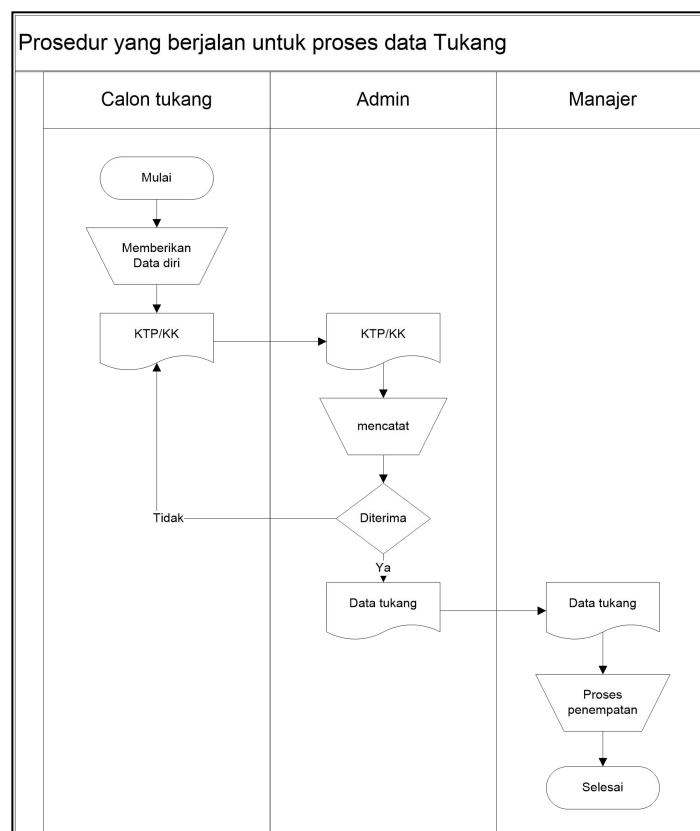 Prosedur yang berjalan untuk proses data Tukang
Calon tukang
Admin
Manajer
Mulai
Memberikan
Data diri
KTP/KK
KTP/KK
mencatat
Diterima
Tidak
Ya
Data tukang
Data tukang
Proses
penempatan
Selesai